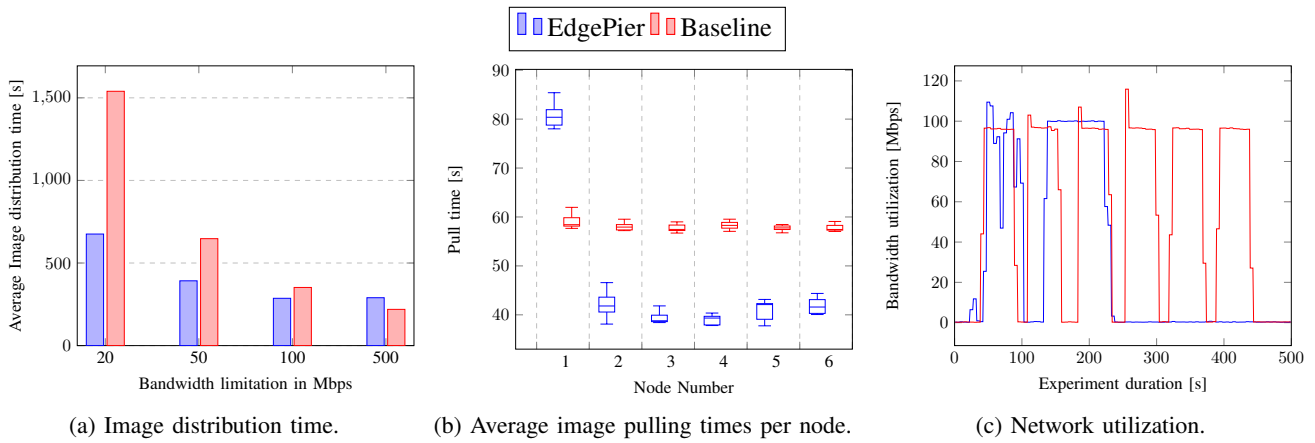 EdgePier Baseline
1,500
1,000
500
0
20 50 100 500
Average Image distribution time [s]
Bandwidth limitation in Mbps
(a) Image distribution time.
90
80
70
60
50
40
1 2 3 4 5 6
Pull time [s]
Node Number
(b) Average image pulling times per node.
120
100
80
60
40
20
0
0 100 200 300 400 500
Bandwidth utilization [Mbps]
Experiment duration [s]
(c) Network utilization.